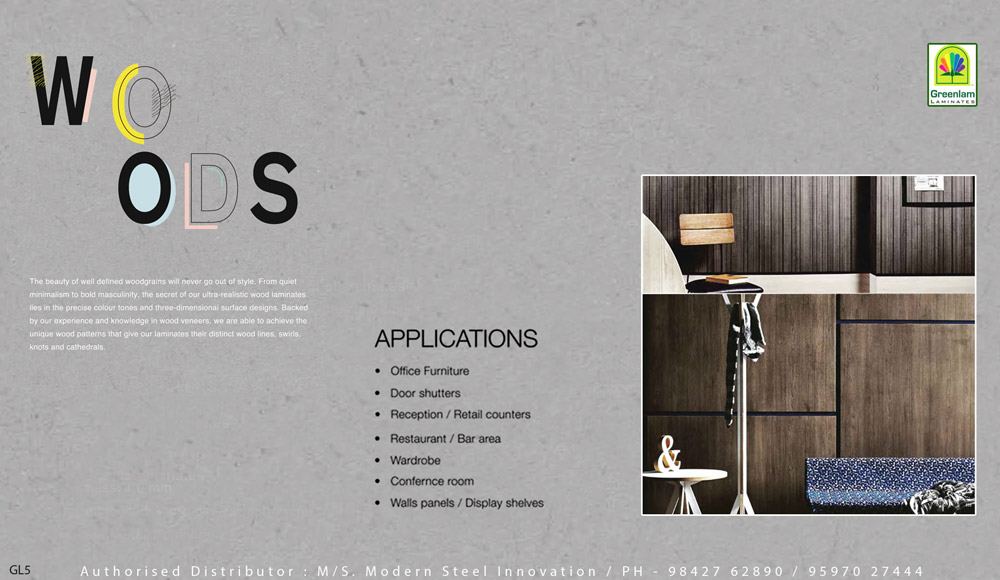 WO
ODS
Greenlam
LAMINATES
The beauty of well defined woodgrains will never go out of style. From quiet
minimalism to bold masculinity, the secret of our ultra-realistic wood laminates
lies in the precise colour tones and three-dimensional surface designs. Backed
by our experience and knowledge in wood veneers, we are able to achieve the
unique wood patterns that give our laminates their distinct wood lines, swirls,
knots and cathedrals.
APPLICATIONS
• Office Furniture
• Door shutters
• Reception / Retail counters
• Restaurant / Bar area
• Wardrobe
• Confernce room
• Walls panels / Display shelves
&
GL5
Authorised Distributor : M/S. Modern Steel Innovation / PH - 98427 62890 / 95970 27444